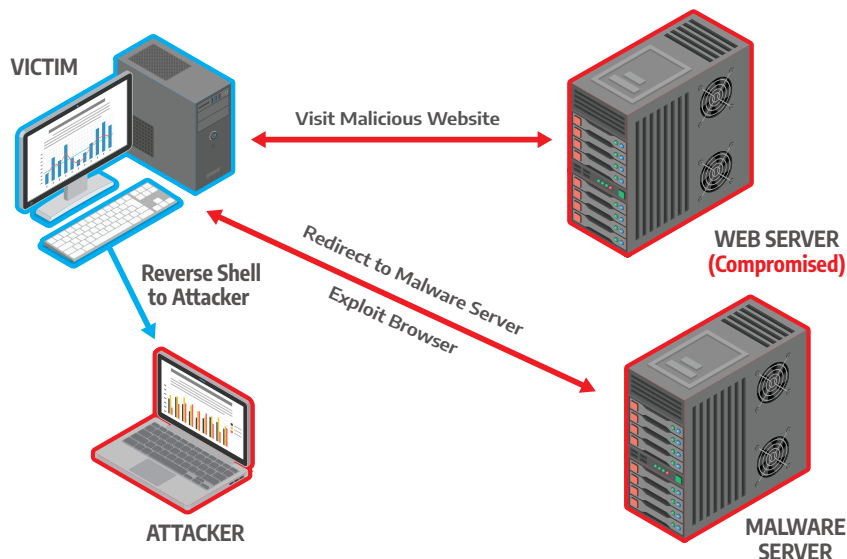 VICTIM
Visit Malicious Website
WEB SERVER
(Compromised)
Redirect to Malware Server
Exploit Browser
Reverse Shell
to Attacker
ATTACKER
MALWARE
SERVER